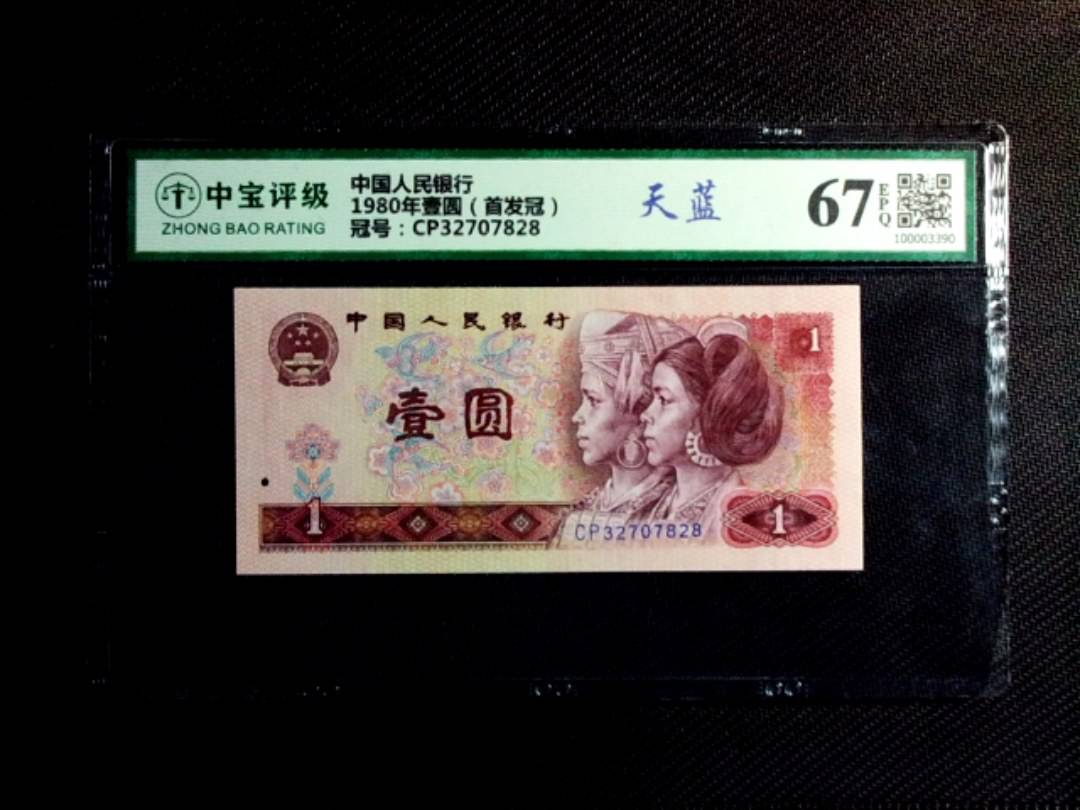 中宝评级
ZHONG BAO RATING
中国人民银行
1980年壹圆（首发冠）
冠号：CP32707828
天蓝
67
EPQ
100003390
中国人民银行
壹圆
1
1
CP32707828
1